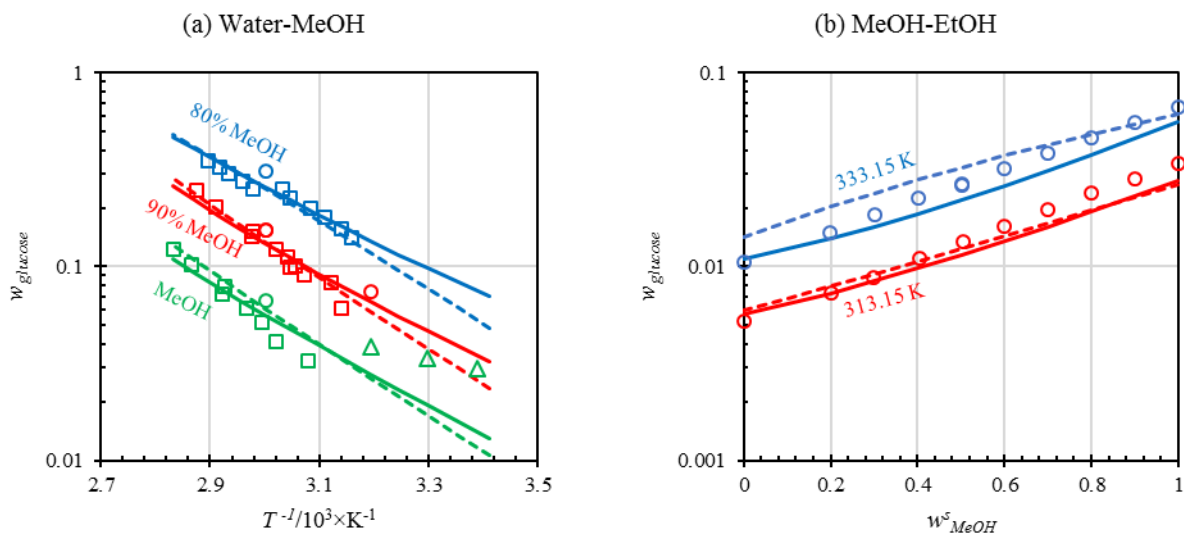 (a) Water-MeOH
1
0.1
0.01
2.7 2.9 3.1 3.3 3.5
w glucose
T -1/10³×K-1
80% MeOH
90% MeOH
MeOH
(b) MeOH-EtOH
0.1
0.01
0.001
0 0.2 0.4 0.6 0.8 1
w glucose
wˢMeOH
333.15 K
313.15 K